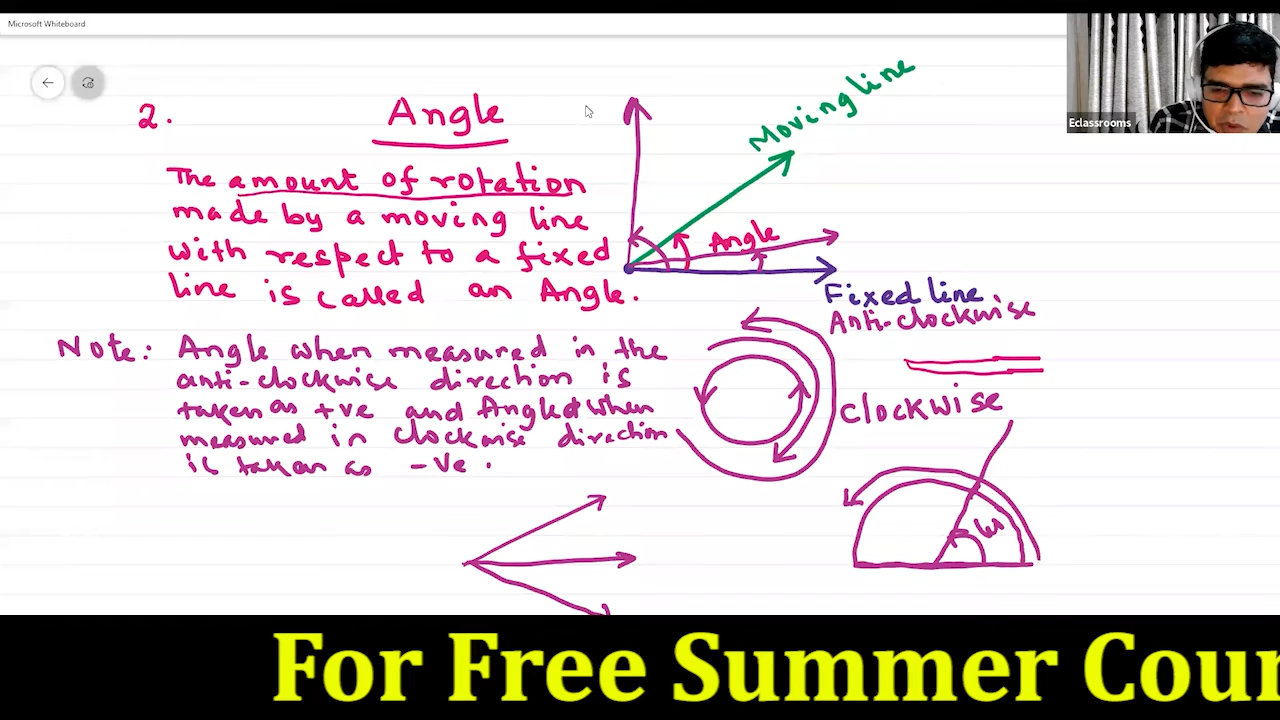 Microsoft Whiteboard
Eclassrooms
2.
Angle
The amount of rotation
made by a moving line
with respect to a fixed
line is called an Angle.
Moving line
Angle
Fixed line
Anti-clockwise
clockwise
Note: Angle when measured in the
anti-clockwise direction is
taken as +ve and Angle when
measured in clockwise direction
is taken as -ve.
For Free Summer Cour